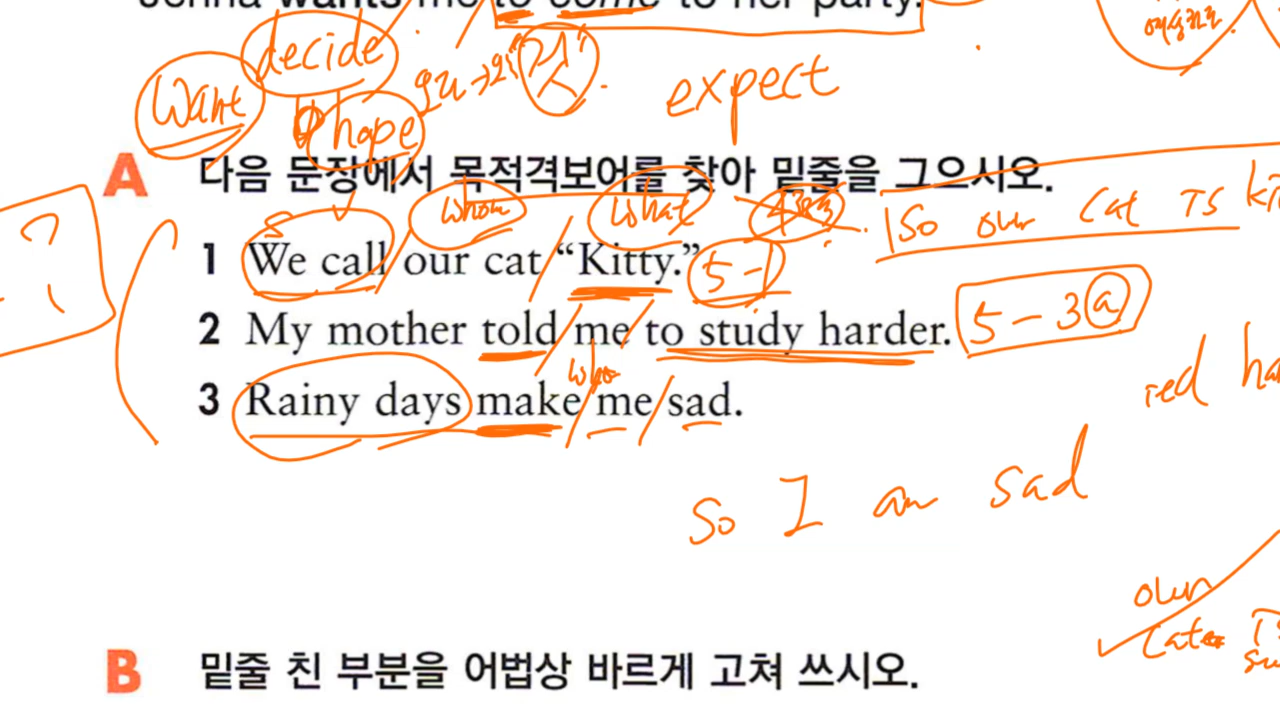 Jenna wants me to come to her party.
decide
want
hope
expect
A 다음 문장에서 목적격보어를 찾아 밑줄을 그으시오.
S V whom what
So our cat is
1 We call our cat “Kitty.” 5-1
2 My mother told me to study harder. 5-3ⓐ
who
3 Rainy days make me sad.
red
So I am sad
our
B 밑줄 친 부분을 어법상 바르게 고쳐 쓰시오.